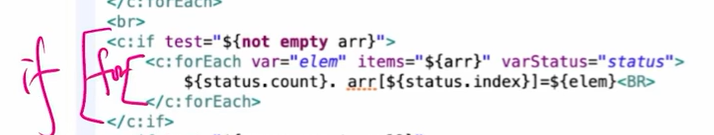 </c:forEach>
<br>
<c:if test="${not empty arr}">
<c:forEach var="elem" items="${arr}" varStatus="status">
${status.count}. arr[${status.index}]=${elem}<BR>
</c:forEach>
</c:if>
if
for